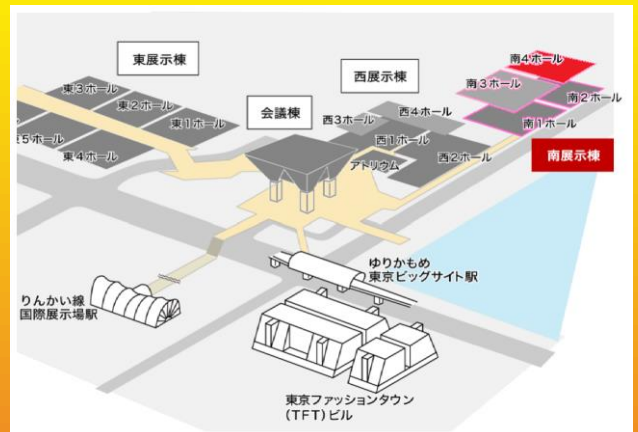 東展示棟
西展示棟
会議棟
南展示棟
東3ホール
東2ホール
東1ホール
東5ホール
東4ホール
西3ホール
西4ホール
西1ホール
西2ホール
アトリウム
南4ホール
南3ホール
南2ホール
南1ホール
りんかい線
国際展示場駅
ゆりかもめ
東京ビッグサイト駅
東京ファッションタウン
(TFT)ビル